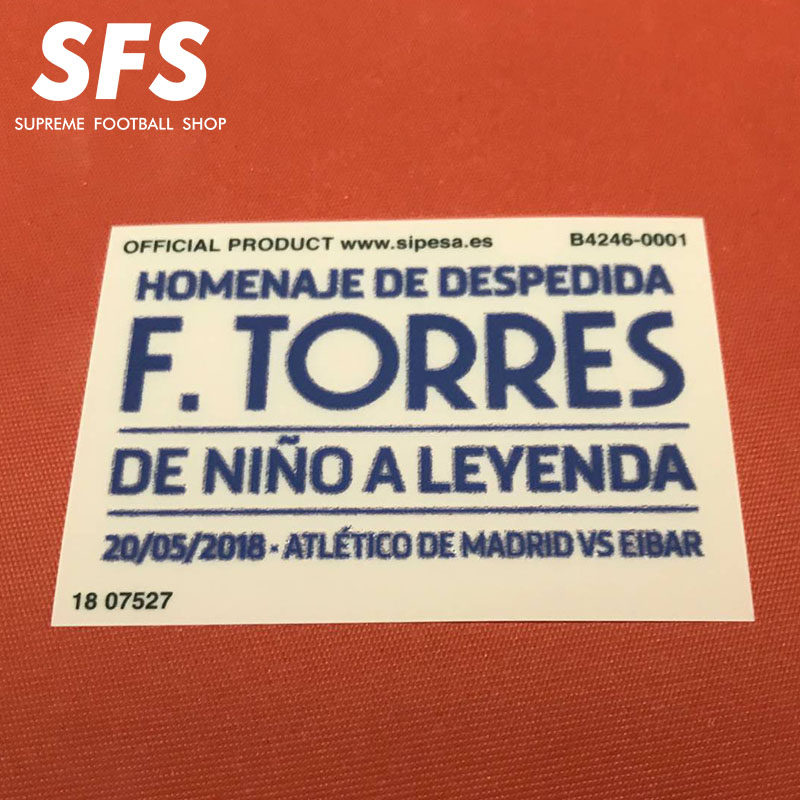 SFS
SUPREME FOOTBALL SHOP
OFFICIAL PRODUCT www.sipesa.es B4246-0001
HOMENAJE DE DESPEDIDA
F. TORRES
DE NIÑO A LEYENDA
20/05/2018 · ATLÉTICO DE MADRID VS EIBAR
18 07527